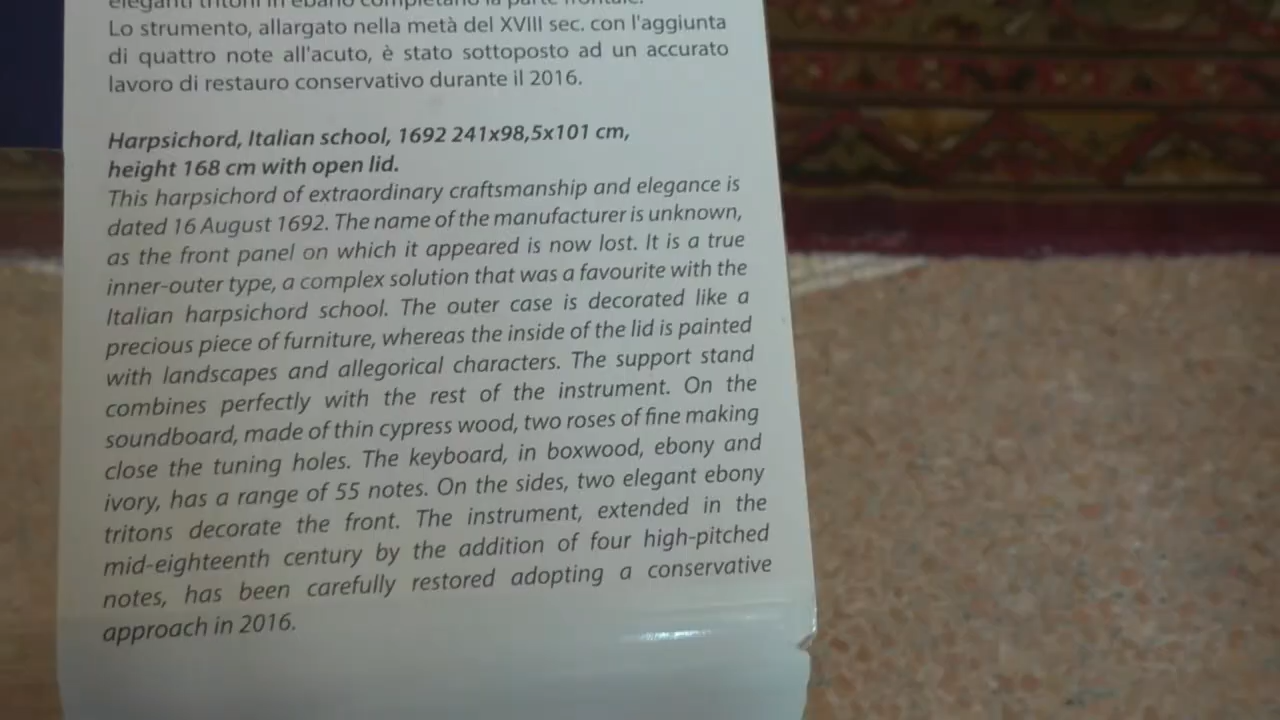 eleganti tritoni in ebano completano la parte frontale.
Lo strumento, allargato nella metà del XVIII sec. con l'aggiunta
di quattro note all'acuto, è stato sottoposto ad un accurato
lavoro di restauro conservativo durante il 2016.
Harpsichord, Italian school, 1692 241x98,5x101 cm,
height 168 cm with open lid.
This harpsichord of extraordinary craftsmanship and elegance is
dated 16 August 1692. The name of the manufacturer is unknown,
as the front panel on which it appeared is now lost. It is a true
inner-outer type, a complex solution that was a favourite with the
Italian harpsichord school. The outer case is decorated like a
precious piece of furniture, whereas the inside of the lid is painted
with landscapes and allegorical characters. The support stand
combines perfectly with the rest of the instrument. On the
soundboard, made of thin cypress wood, two roses of fine making
close the tuning holes. The keyboard, in boxwood, ebony and
ivory, has a range of 55 notes. On the sides, two elegant ebony
tritons decorate the front. The instrument, extended in the
mid-eighteenth century by the addition of four high-pitched
notes, has been carefully restored adopting a conservative
approach in 2016.